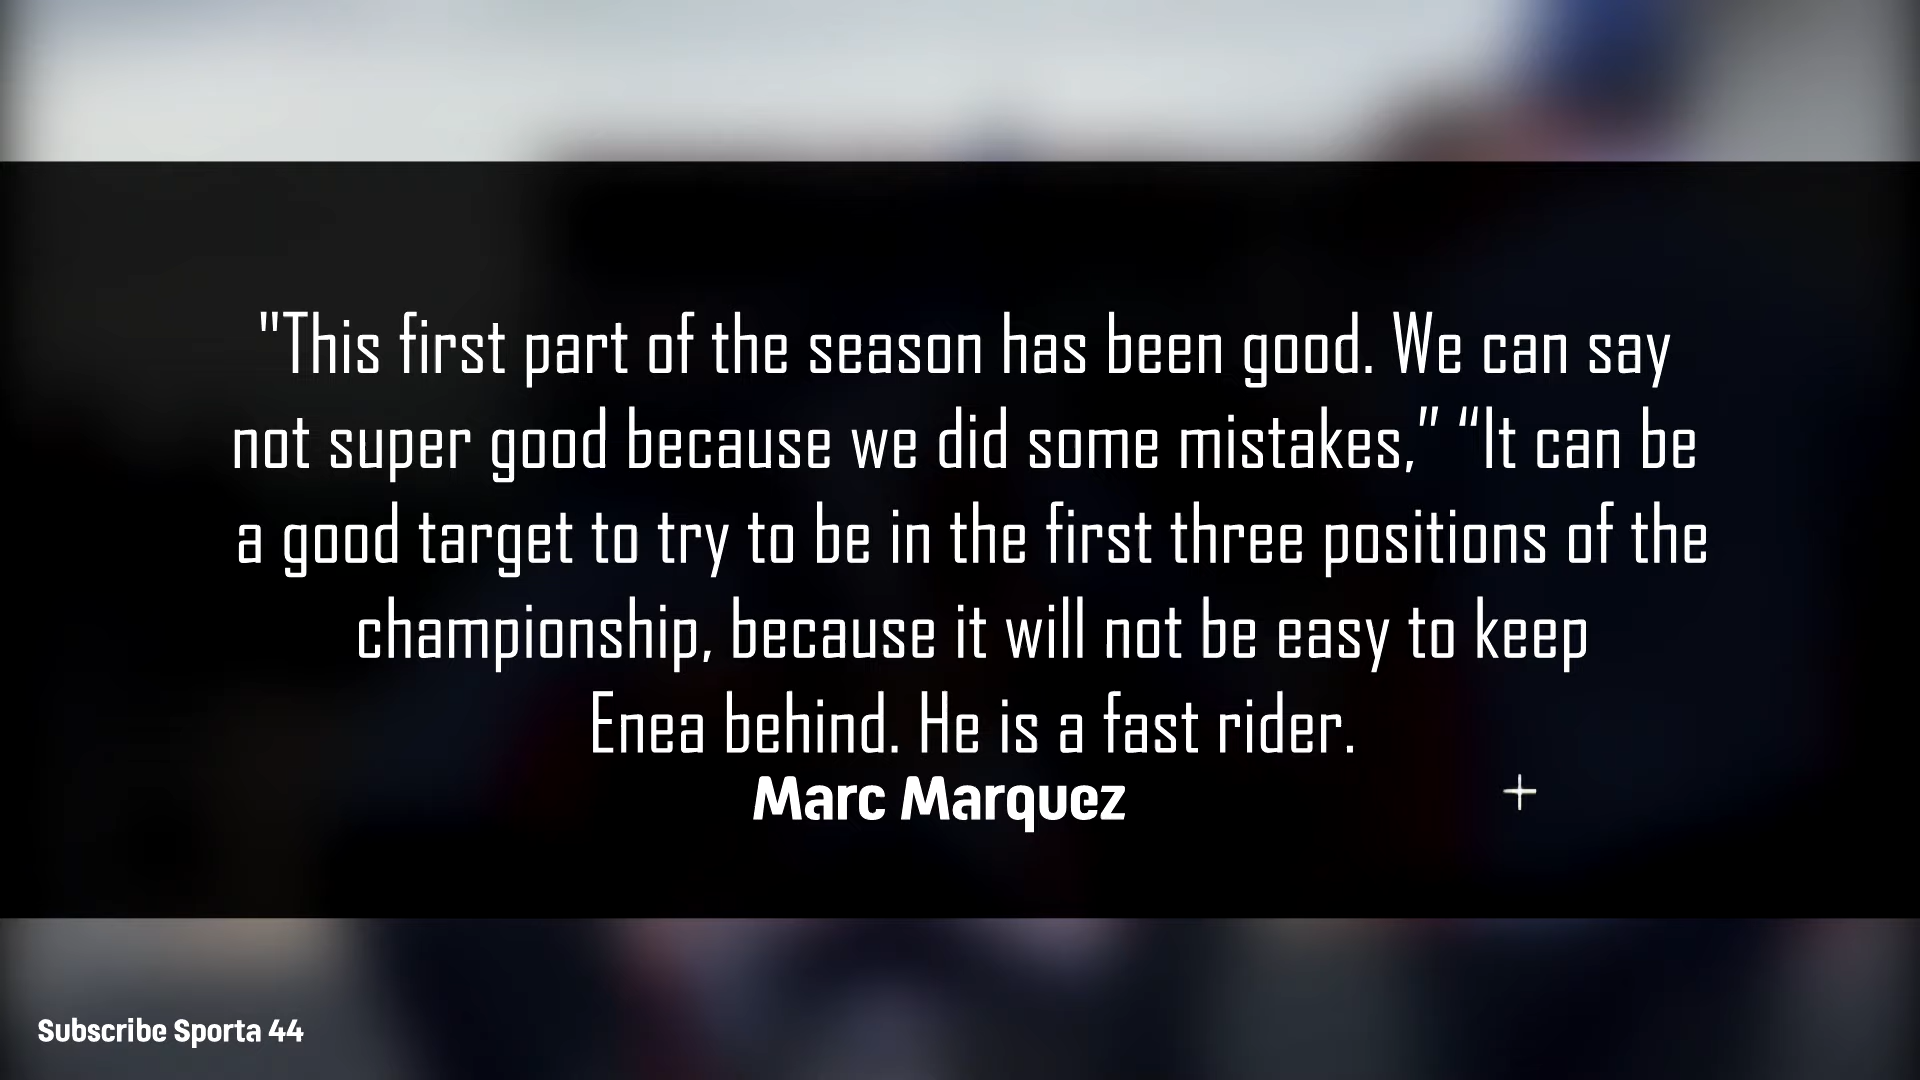 "This first part of the season has been good. We can say
not super good because we did some mistakes,” “It can be
a good target to try to be in the first three positions of the
championship, because it will not be easy to keep
Enea behind. He is a fast rider.
Marc Marquez
Subscribe Sporta 44